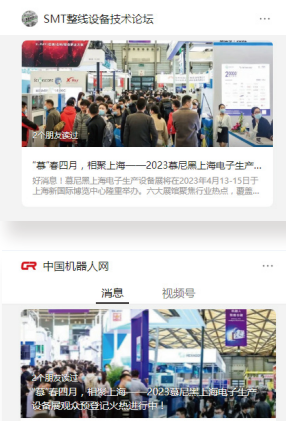 SMT整线设备技术论坛
2个朋友读过
"慕"春四月，相聚上海——2023慕尼黑上海电子生产...
好消息！慕尼黑上海电子生产设备展将在2023年4月13-15日于
上海新国际博览中心隆重举办。六大展馆聚焦行业热点，覆盖...
中国机器人网
消息 视频号
2个朋友读过
"慕"春四月，相聚上海——2023慕尼黑上海电子生产
设备展观众预登记火热进行中！